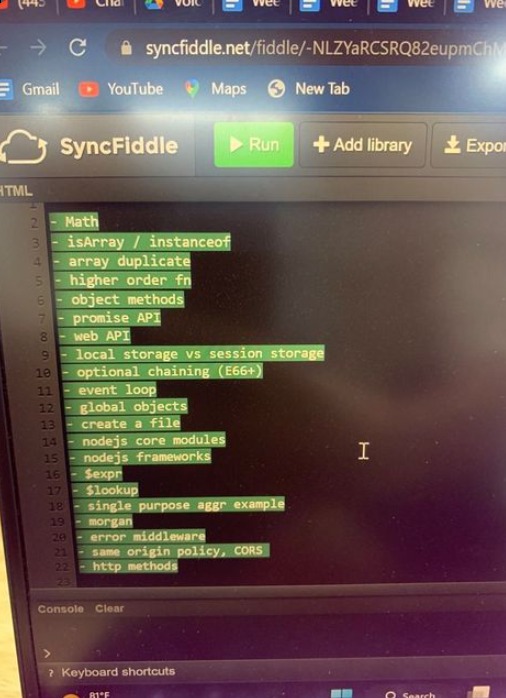 (445
Chai
Voic
Wee
Wee
Wee
syncfiddle.net/fiddle/-NLZYaRCSRQ82eupmChM
Gmail YouTube Maps New Tab
SyncFiddle Run + Add library Expor
HTML
1
2 - Math
3 - isArray / instanceof
4 - array duplicate
5 - higher order fn
6 - object methods
7 - promise API
8 - web API
9 - local storage vs session storage
10 - optional chaining (E66+)
11 - event loop
12 - global objects
13 - create a file
14 - nodejs core modules
15 - nodejs frameworks
16 - $expr
17 - $lookup
18 - single purpose aggr example
19 - morgan
20 - error middleware
21 - same origin policy, CORS
22 - http methods
23
Console Clear
>
? Keyboard shortcuts
81°F Search